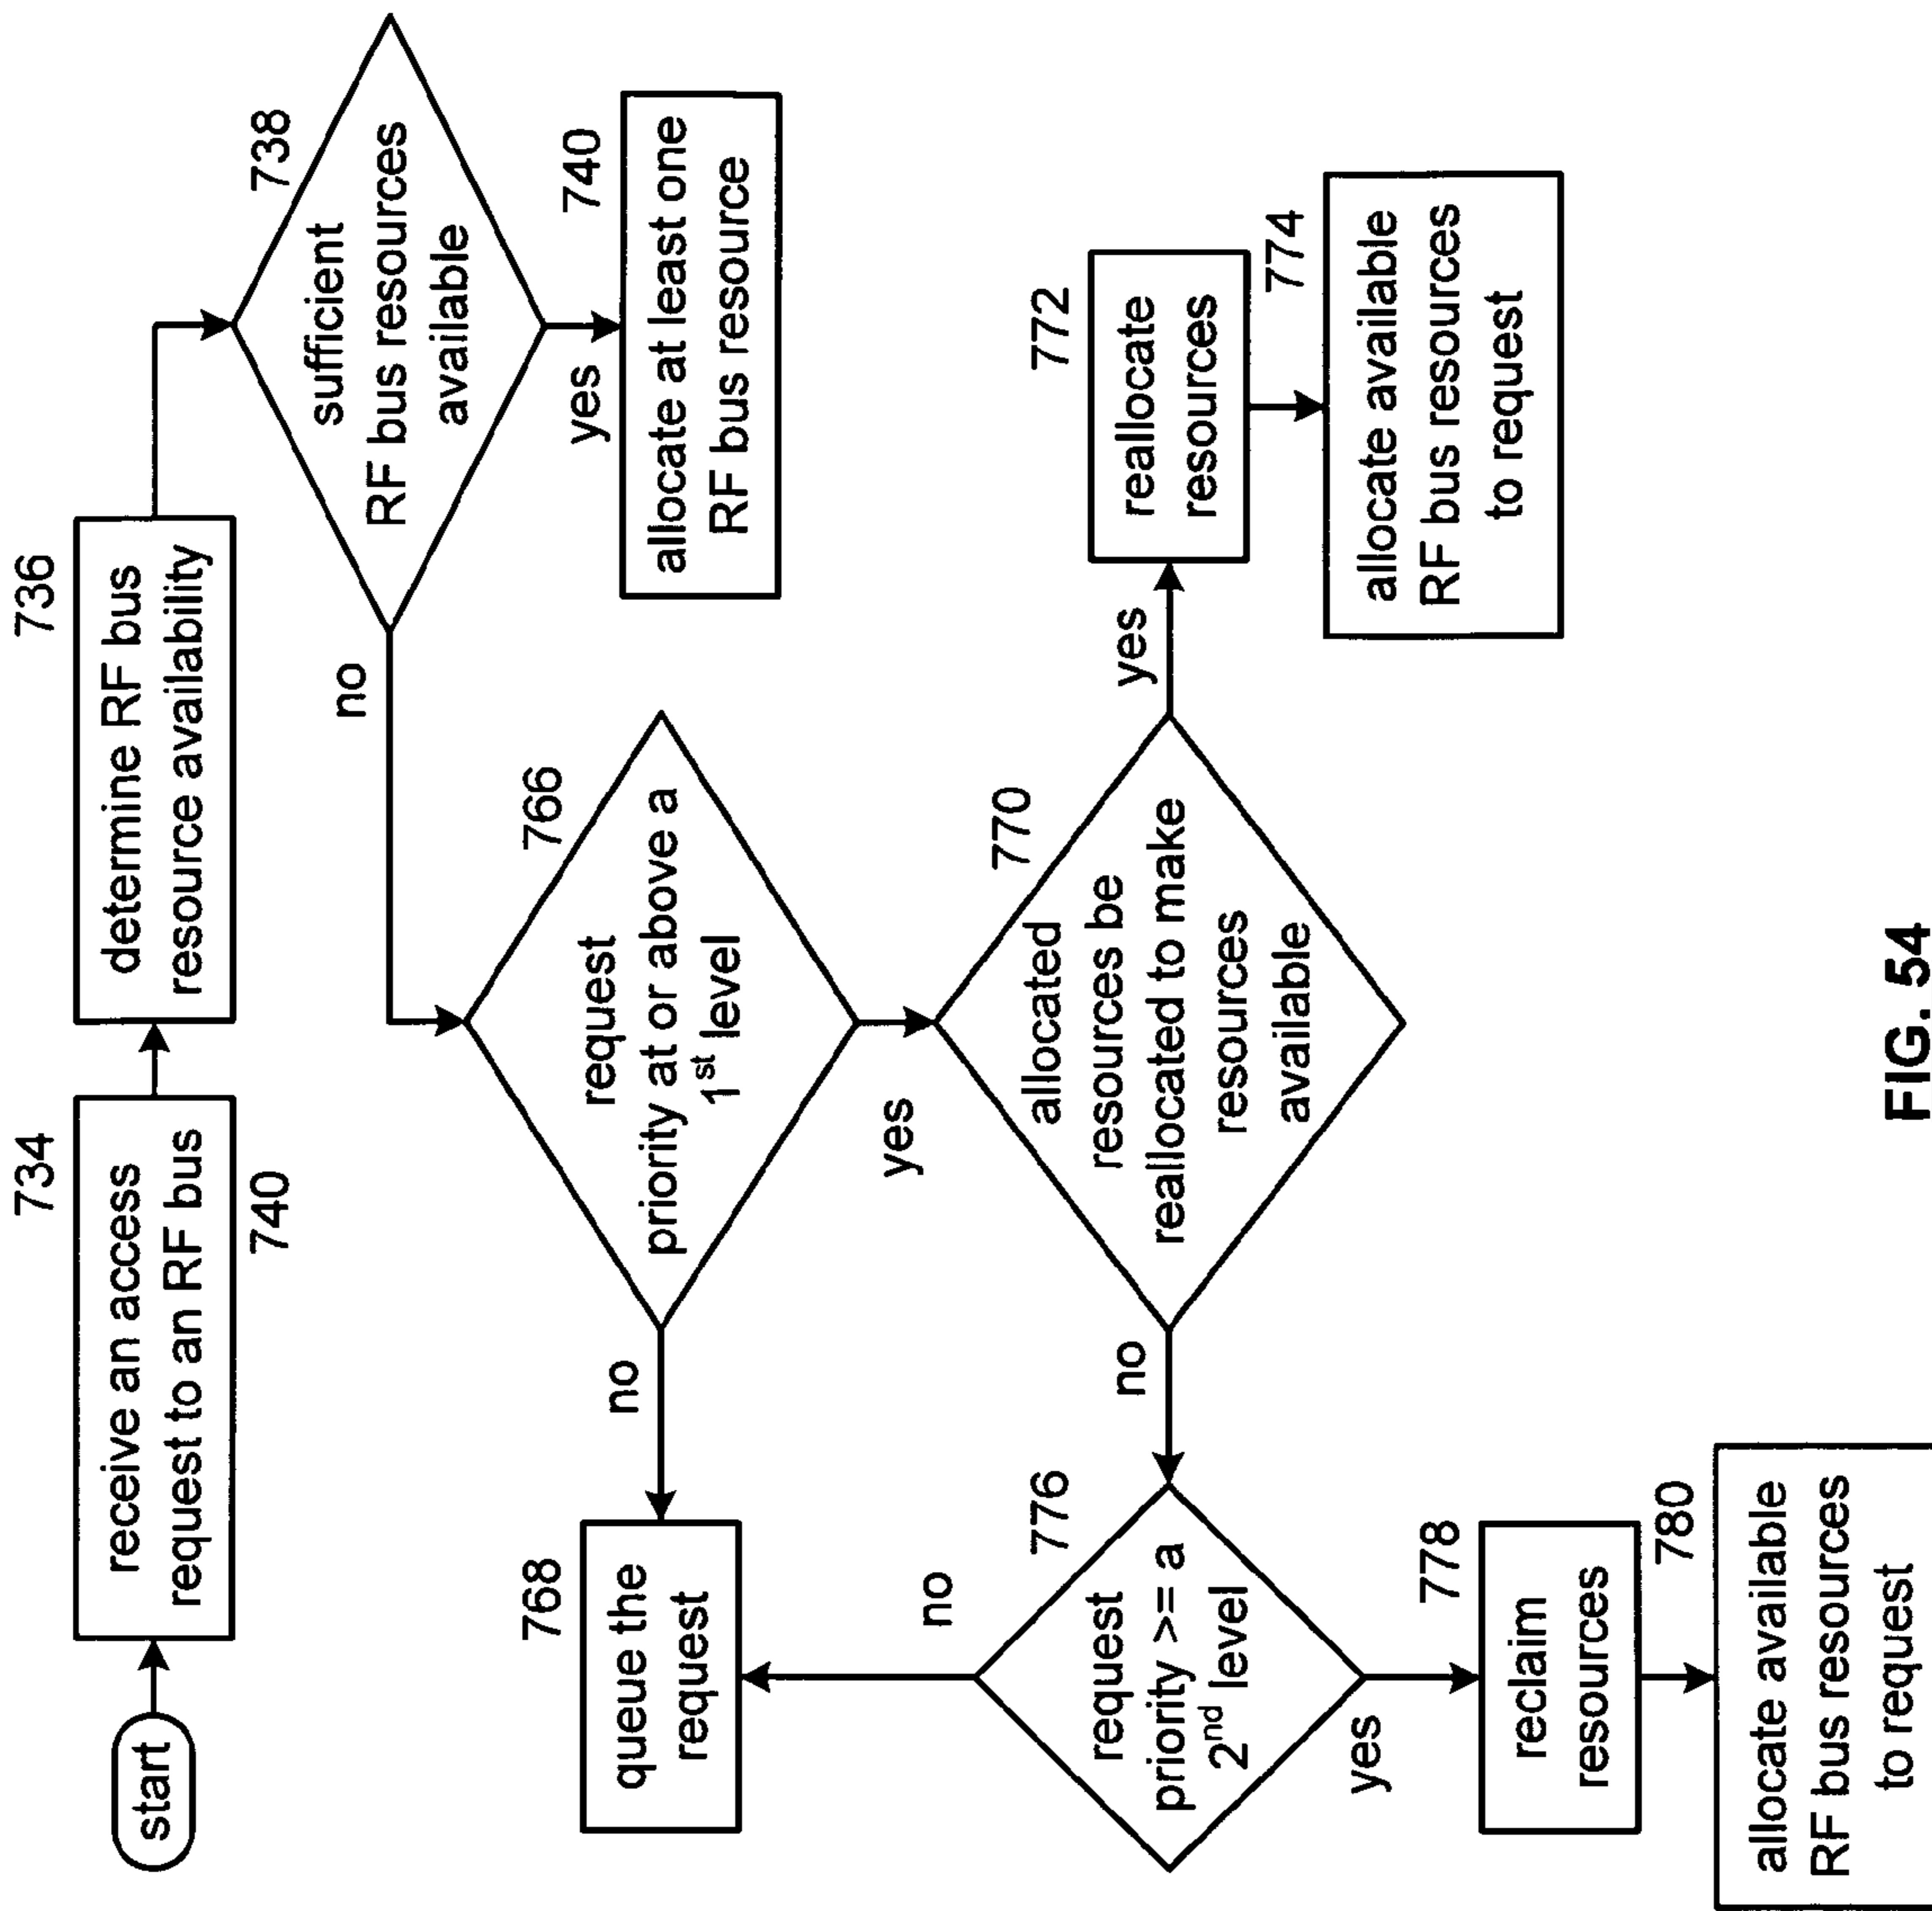 start
734
receive an access
request to an RF bus
740
736
determine RF bus
resource availability
738
sufficient
RF bus resources
available
no
yes
740
allocate at least one
RF bus resource
766
request
priority at or above a
1st level
no
yes
768
queue the
request
770
allocated
resources be
reallocated to make
resources
available
no
yes
772
reallocate
resources
774
allocate available
RF bus resources
to request
776
request
priority >= a
2nd level
no
yes
778
reclaim
resources
780
allocate available
RF bus resources
to request
FIG. 54